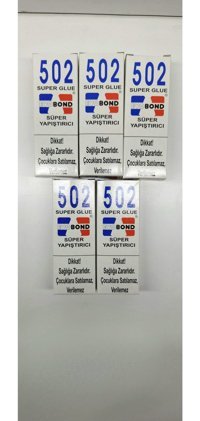 502
SUPER GLUE
BOND
SÜPER
YAPIŞTIRICI
Dikkat!
Sağlığa Zararlıdır.
Çocuklara Satılamaz,
Verilemez
502
SUPER GLUE
BOND
SÜPER
YAPIŞTIRICI
Dikkat!
Sağlığa Zararlıdır.
Çocuklara Satılamaz,
Verilemez
502
SUPER GLUE
BOND
SÜPER
YAPIŞTIRICI
Dikkat!
Sağlığa Zararlıdır.
Çocuklara Satılamaz,
Verilemez
502
SUPER GLUE
BOND
SÜPER
YAPIŞTIRICI
Dikkat!
Sağlığa Zararlıdır.
Çocuklara Satılamaz,
Verilemez
502
SUPER GLUE
BOND
SÜPER
YAPIŞTIRICI
Dikkat!
Sağlığa Zararlıdır.
Çocuklara Satılamaz,
Verilemez